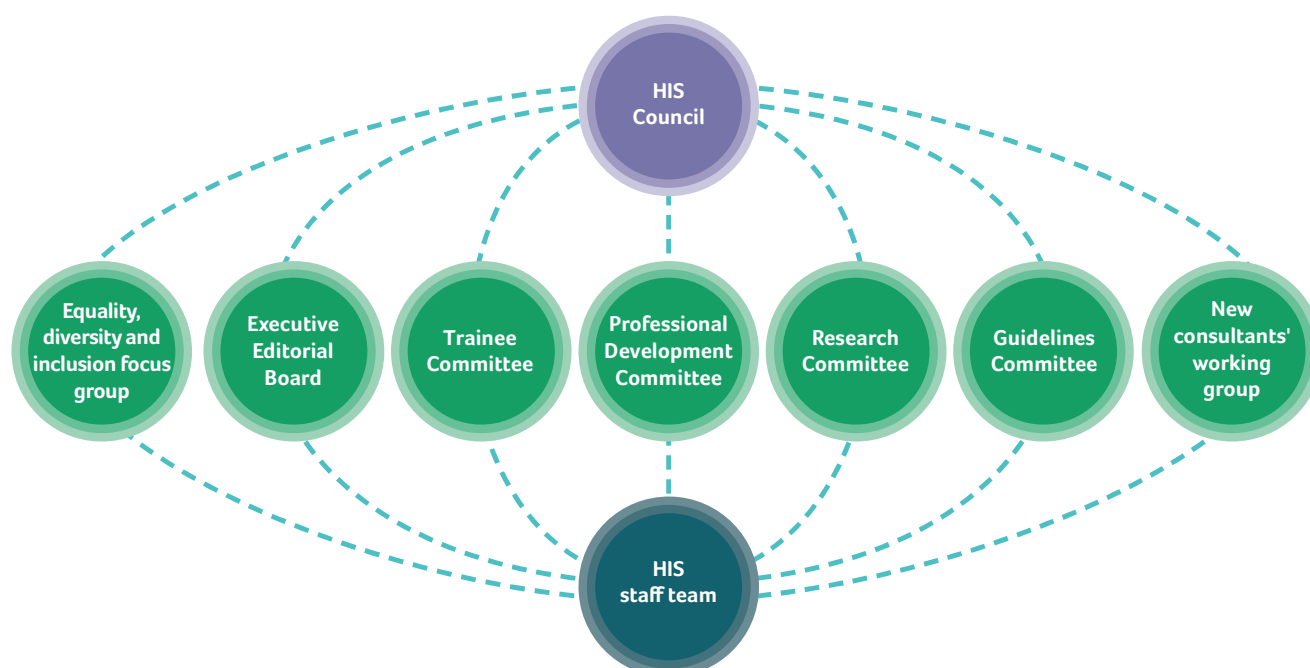 HIS
Council
Equality,
diversity and
inclusion focus
group
Executive
Editorial
Board
Trainee
Committee
Professional
Development
Committee
Research
Committee
Guidelines
Committee
New
consultants'
working
group
HIS
staff team